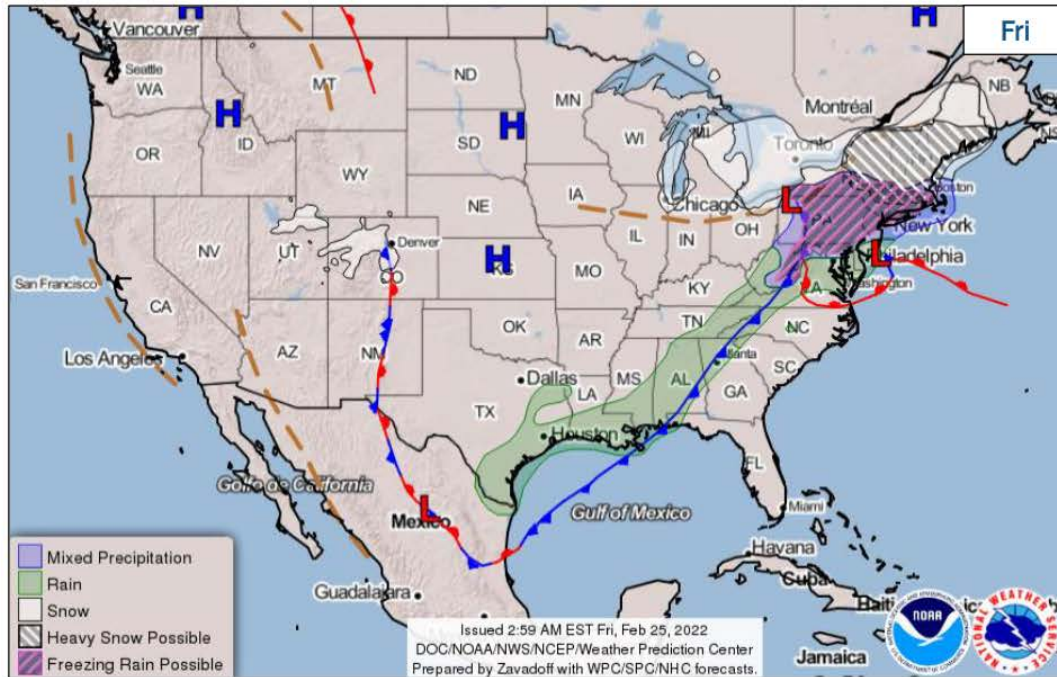 Fri
H
H
Vancouver
Seattle
WA
MT
ND
MN
Montréal
NB
H
H
OR
ID
SD
WI
MI
Toronto
WY
Boston
NE
IA
Chicago
L
PA
New York
NV
UT
Denver
CO
H
KS
IL
IN
OH
L
Philadelphia
San Francisco
CA
MO
KY
VA
Washington
Los Angeles
AZ
NM
OK
AR
TN
NC
TX
Dallas
LA
MS
AL
Atlanta
GA
SC
Houston
FL
Golfo de California
L
Mexico
Gulf of Mexico
Miami
Havana
Cuba
Guadalajara
Jamaica
Mixed Precipitation
Rain
Snow
Heavy Snow Possible
Freezing Rain Possible
Issued 2:59 AM EST Fri, Feb 25, 2022
DOC/NOAA/NWS/NCEP/Weather Prediction Center
Prepared by Zavadoff with WPC/SPC/NHC forecasts.
NOAA
NATIONAL WEATHER SERVICE